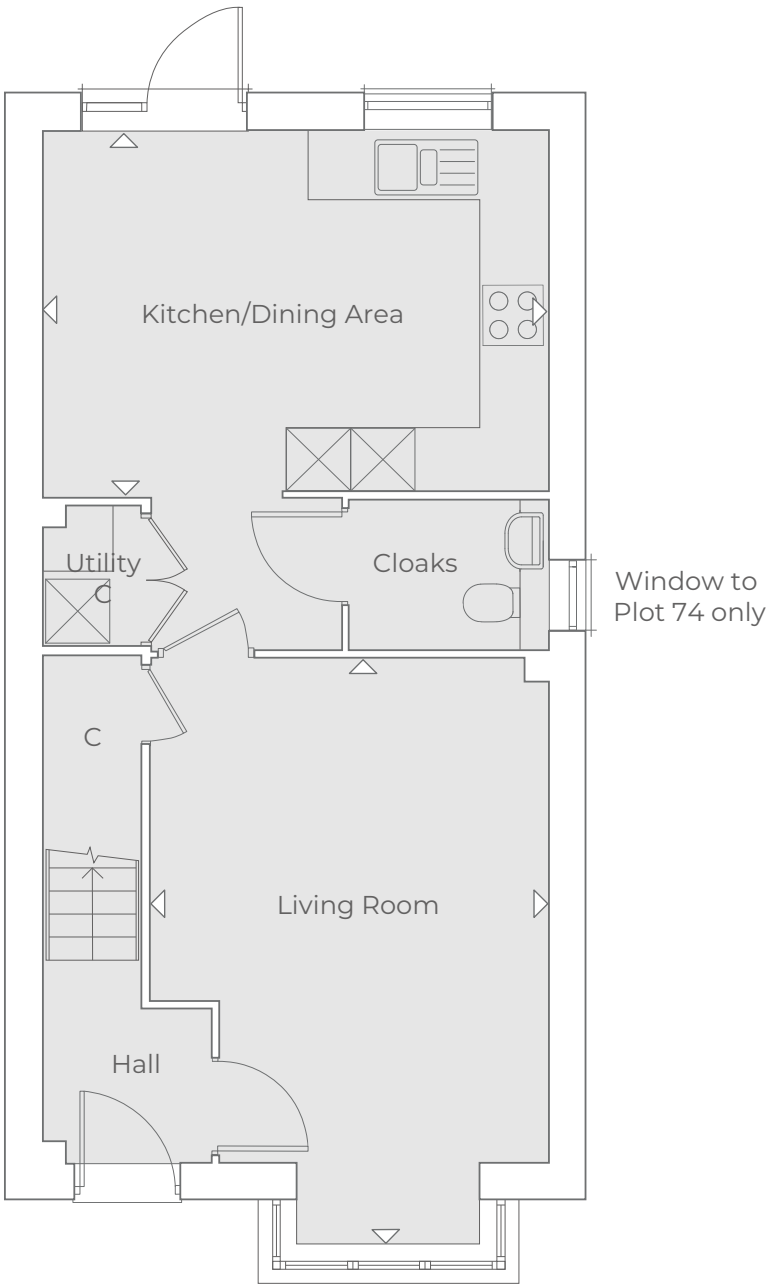 Kitchen/Dining Area
Utility
Cloaks
Window to
Plot 74 only
C
Living Room
Hall